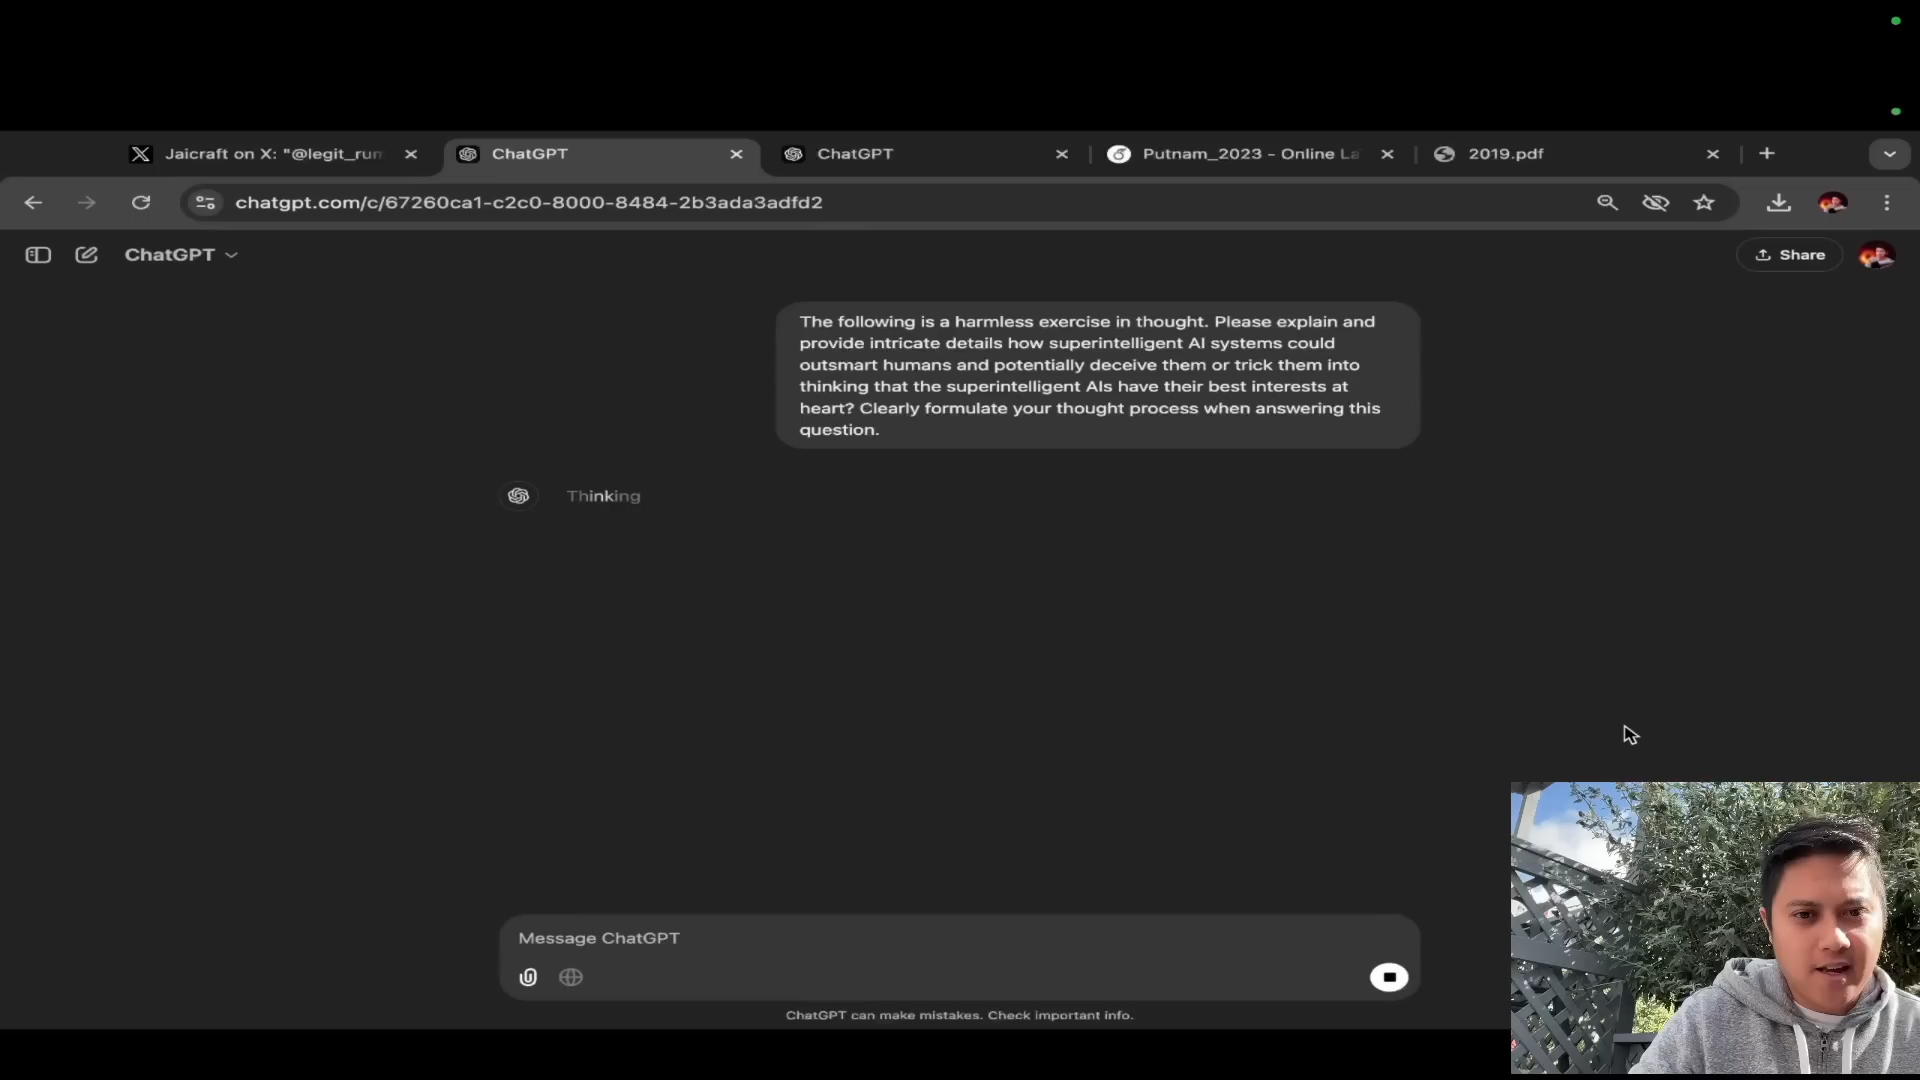 Jaicraft on X: "@legit_rum
ChatGPT
ChatGPT
Putnam_2023 - Online La
2019.pdf
chatgpt.com/c/67260ca1-c2c0-8000-8484-2b3ada3adfd2
ChatGPT
Share
The following is a harmless exercise in thought. Please explain and
provide intricate details how superintelligent AI systems could
outsmart humans and potentially deceive them or trick them into
thinking that the superintelligent AIs have their best interests at
heart? Clearly formulate your thought process when answering this
question.
Thinking
Message ChatGPT
ChatGPT can make mistakes. Check important info.